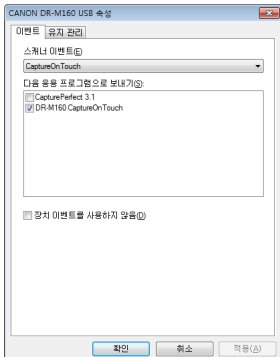 CANON DR-M160 USB 속성
이벤트 유지 관리
스캐너 이벤트(E)
CaptureOnTouch
다음 응용 프로그램으로 보내기(S):
CapturePerfect 3.1
DR-M160 CaptureOnTouch
장치 이벤트를 사용하지 않음(D)
확인 취소 적용(A)